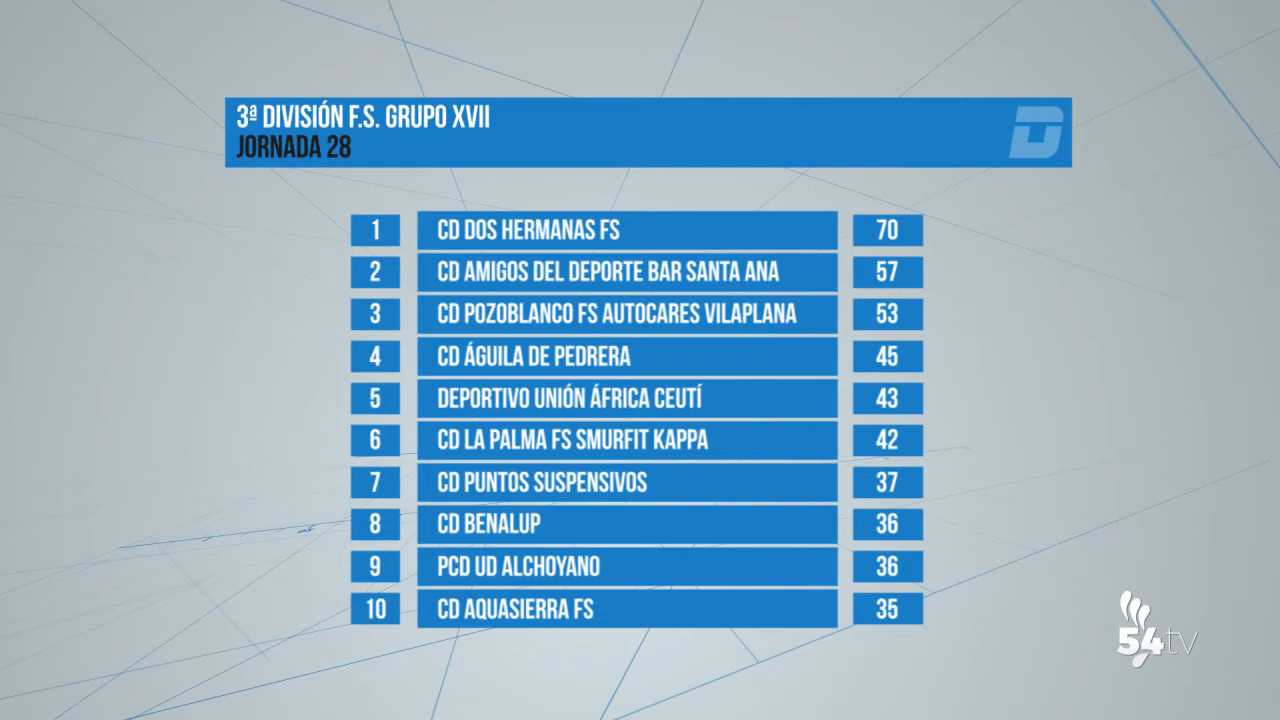 3ª DIVISIÓN F.S. GRUPO XVII
JORNADA 28
1 CD DOS HERMANAS FS 70
2 CD AMIGOS DEL DEPORTE BAR SANTA ANA 57
3 CD POZOBLANCO FS AUTOCARES VILAPLANA 53
4 CD ÁGUILA DE PEDRERA 45
5 DEPORTIVO UNIÓN ÁFRICA CEUTÍ 43
6 CD LA PALMA FS SMURFIT KAPPA 42
7 CD PUNTOS SUSPENSIVOS 37
8 CD BENALUP 36
9 PCD UD ALCHOYANO 36
10 CD AQUASIERRA FS 35
54tv